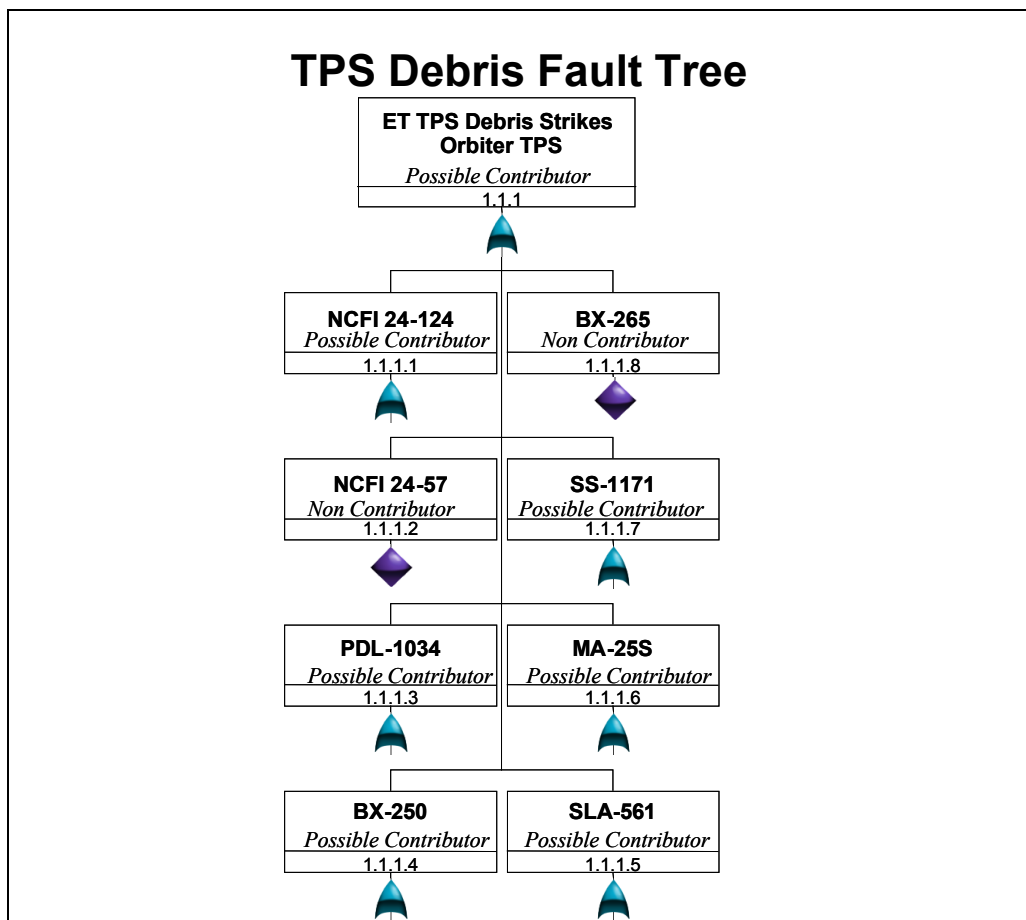 TPS Debris Fault Tree
ET TPS Debris Strikes
Orbiter TPS
Possible Contributor
1.1.1
NCFI 24-124
Possible Contributor
1.1.1.1
BX-265
Non Contributor
1.1.1.8
NCFI 24-57
Non Contributor
1.1.1.2
SS-1171
Possible Contributor
1.1.1.7
PDL-1034
Possible Contributor
1.1.1.3
MA-25S
Possible Contributor
1.1.1.6
BX-250
Possible Contributor
1.1.1.4
SLA-561
Possible Contributor
1.1.1.5